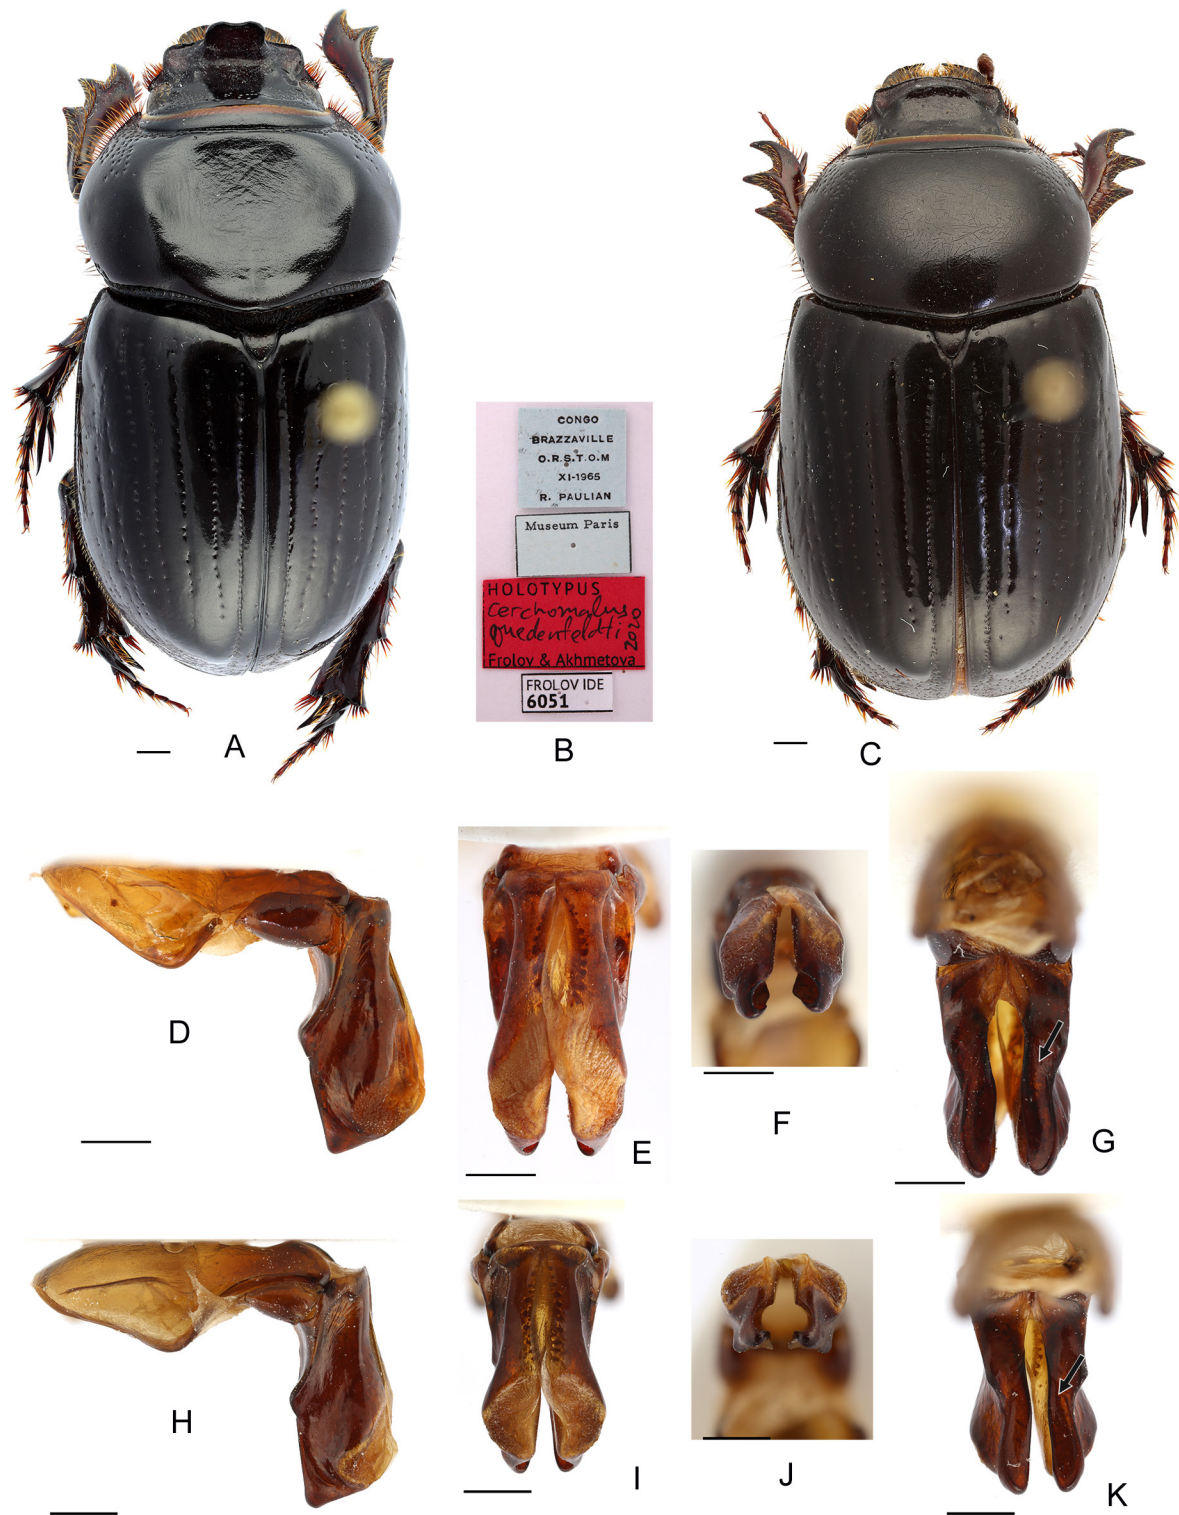 CONGO
BRAZZAVILLE
O.R.S.T.O.M
XI-1965
R. PAULIAN
Museum Paris
HOLOTYPUS
Cerchomalus
quedenfeldti
2020
Frolov & Akhmetova
FROLOV IDE
6051
A
B
C
D
E
F
G
H
I
J
K